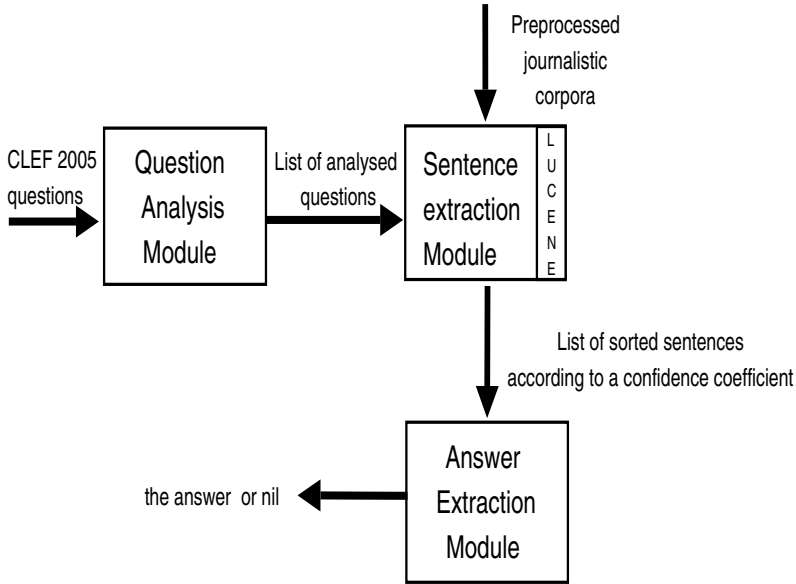 Preprocessed
journalistic
corpora
CLEF 2005
questions
Question
Analysis
Module
List of analysed
questions
Sentence
extraction
Module
L
U
C
E
N
E
List of sorted sentences
according to a confidence coefficient
Answer
Extraction
Module
the answer or nil